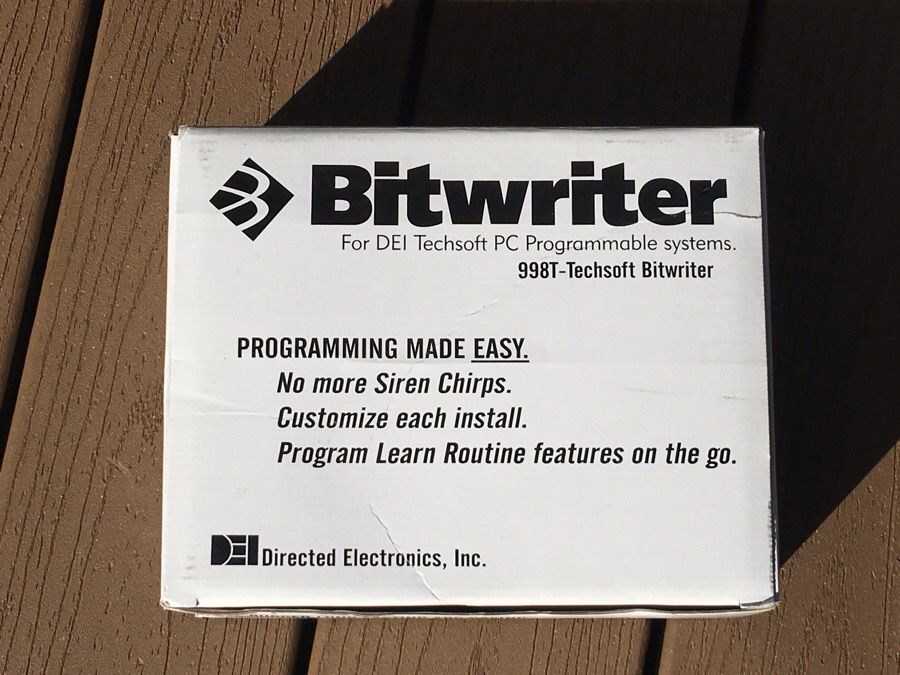 Bitwriter
For DEI Techsoft PC Programmable systems.
998T-Techsoft Bitwriter
PROGRAMMING MADE EASY.
No more Siren Chirps.
Customize each install.
Program Learn Routine features on the go.
DEI Directed Electronics, Inc.